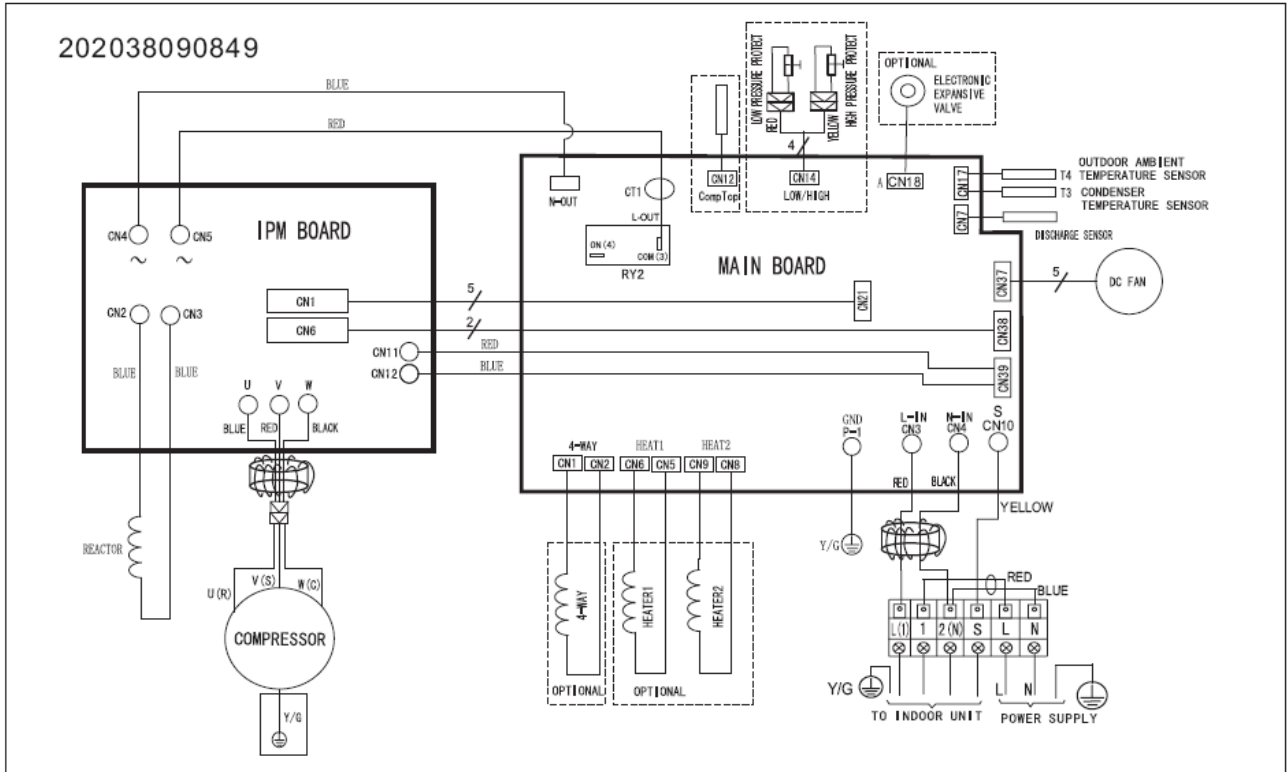 202038090849
BLUE
RED
LOW PRESSURE PROTECT
RED
YELLOW
HIGH PRESSURE PROTECT
4
OPTIONAL
ELECTRONIC
EXPANSIVE
VALVE
CN12
CompTop
CN14
LOW/HIGH
A CN18
CN17
T4 OUTDOOR AMBIENT
TEMPERATURE SENSOR
T3 CONDENSER
TEMPERATURE SENSOR
CN7
DISCHARGE SENSOR
N-OUT
CT1
L-OUT
ON(4)
COM(3)
RY2
IPM BOARD
CN4
CN5
~
~
MAIN BOARD
CN37
5
DC FAN
CN2
CN3
CN1
5
CN21
CN6
2
CN38
CN11
RED
CN12
BLUE
CN39
BLUE
BLUE
U
V
W
BLUE
RED
BLACK
4-WAY
HEAT1
HEAT2
CN1
CN2
CN6
CN5
CN9
CN8
GND
P-1
L-IN
CN3
N-IN
CN4
S
CN10
RED
BLACK
YELLOW
REACTOR
Y/G
U(R)
V(S)
W(C)
COMPRESSOR
Y/G
4-WAY
HEATER1
HEATER2
OPTIONAL
OPTIONAL
RED
BLUE
L(1)
1
2(N)
S
L
N
Y/G
L
N
TO INDOOR UNIT
POWER SUPPLY